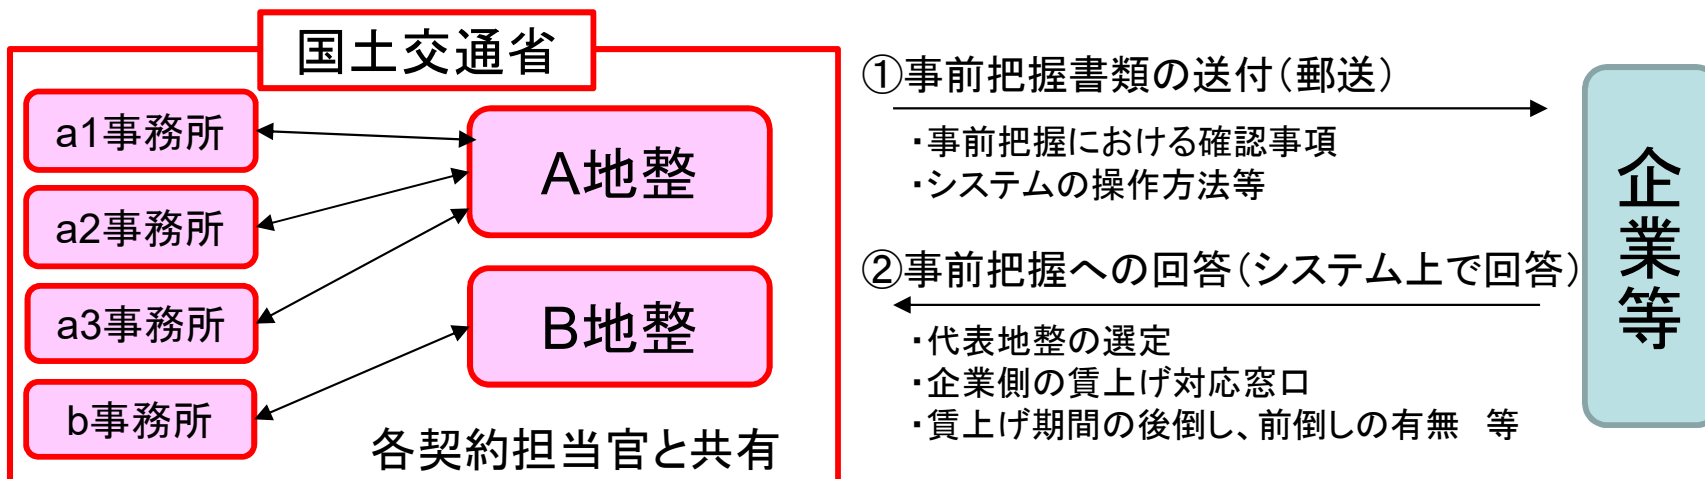 国土交通省
a1事務所
a2事務所
a3事務所
b事務所
A地整
B地整
各契約担当官と共有
①事前把握書類の送付(郵送)
・事前把握における確認事項
・システムの操作方法等
②事前把握への回答(システム上で回答)
・代表地整の選定
・企業側の賃上げ対応窓口
・賃上げ期間の後倒し、前倒しの有無　等
企業等